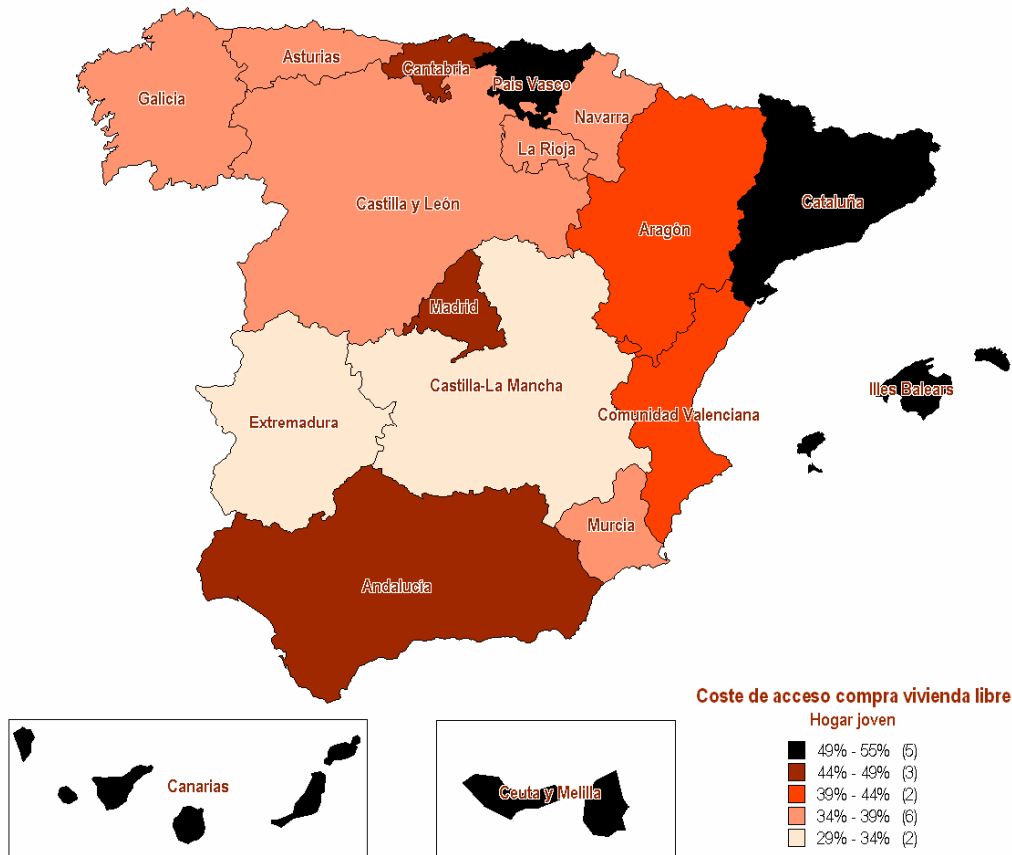 Asturias
Cantabria
Pais Vasco
Galicia
Navarra
La Rioja
Castilla y León
Cataluña
Aragón
Madrid
Castilla-La Mancha
Illes Balears
Comunidad Valenciana
Extremadura
Murcia
Andalucía
Coste de acceso compra vivienda libre
Hogar joven
49% - 55% (5)
44% - 49% (3)
39% - 44% (2)
34% - 39% (6)
29% - 34% (2)
Canarias
Ceuta y Melilla